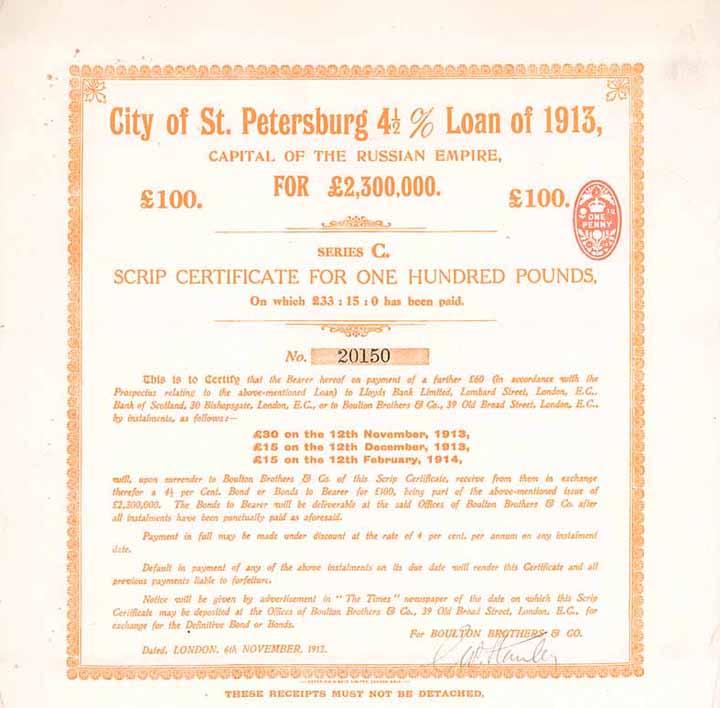 City of St. Petersburg 4½ % Loan of 1913,
CAPITAL OF THE RUSSIAN EMPIRE,
FOR £2,300,000.
£100. £100.
ONE
PENNY
SERIES C.
SCRIP CERTIFICATE FOR ONE HUNDRED POUNDS,
On which £33 : 15 : 0 has been paid.
No. 20150
This is to Certify that the Bearer hereof on payment of a further £60 (in accordance with the
Prospectus relating to the above-mentioned Loan) to Lloyds Bank Limited, Lombard Street, London, E.C.,
Bank of Scotland, 30 Bishopsgate, London, E.C., or to Boulton Brothers & Co., 39 Old Broad Street, London, E.C.,
by instalments, as follows:—
£30 on the 12th November, 1913,
£15 on the 12th December, 1913,
£15 on the 12th February, 1914,
will, upon surrender to Boulton Brothers & Co. of this Scrip Certificate, receive from them in exchange
therefor a 4½ per Cent. Bond or Bonds to Bearer for £100, being part of the above-mentioned issue of
£2,300,000. The Bonds to Bearer will be deliverable at the said Offices of Boulton Brothers & Co. after
all instalments have been punctually paid as aforesaid.
Payment in full may be made under discount at the rate of 4 per cent. per annum on any instalment
date.
Default in payment of any of the above instalments on its due date will render this Certificate and all
previous payments liable to forfeiture.
Notice will be given by advertisement in "The Times" newspaper of the date on which this Scrip
Certificate may be deposited at the Offices of Boulton Brothers & Co., 39 Old Broad Street, London, E.C., for
exchange for the Definitive Bond or Bonds.
For BOULTON BROTHERS & CO.
Dated, LONDON, 6th NOVEMBER, 1913.
THESE RECEIPTS MUST NOT BE DETACHED.